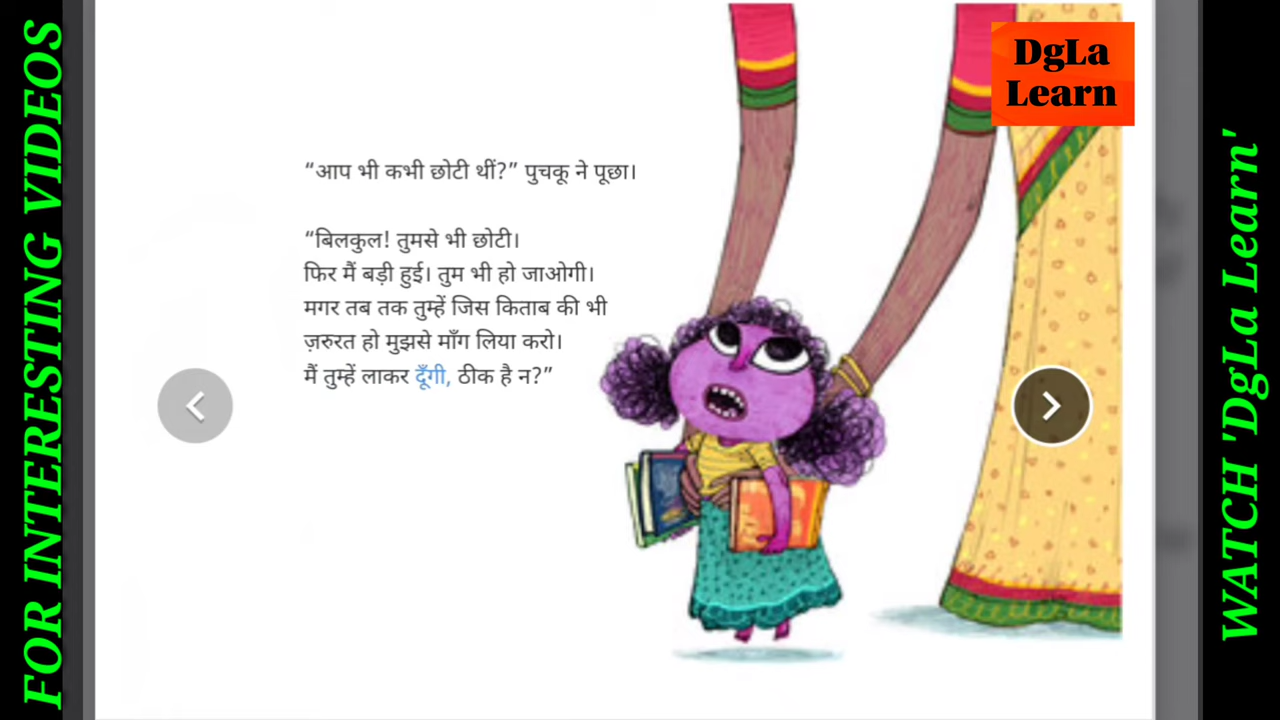 FOR INTERESTING VIDEOS
DgLa
Learn
“आप भी कभी छोटी थीं?” पुचकू ने पूछा।
“बिलकुल! तुमसे भी छोटी।
फिर मैं बड़ी हुई। तुम भी हो जाओगी।
मगर तब तक तुम्हें जिस किताब की भी
ज़रुरत हो मुझसे माँग लिया करो।
मैं तुम्हें लाकर दूँगी, ठीक है न?”
WATCH 'DgLa Learn'